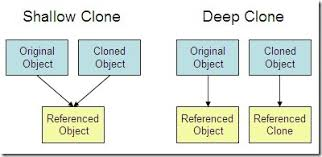 Shallow Clone
Original
Object
Cloned
Object
Referenced
Object
Deep Clone
Original
Object
Cloned
Object
Referenced
Object
Referenced
Clone